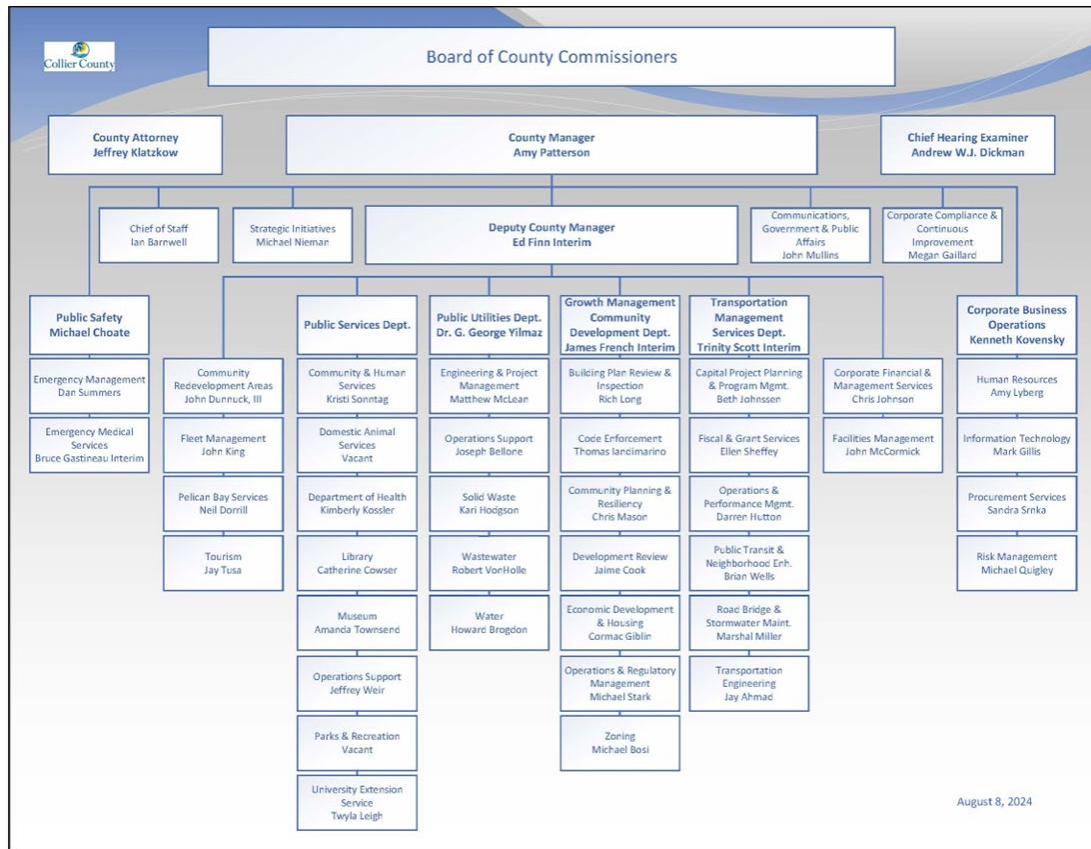 Collier County
Board of County Commissioners
County Attorney
Jeffrey Klatzkow
County Manager
Amy Patterson
Chief Hearing Examiner
Andrew W.J. Dickman
Chief of Staff
Ian Barnwell
Strategic Initiatives
Michael Nieman
Deputy County Manager
Ed Finn Interim
Communications,
Government & Public
Affairs
John Mullins
Corporate Compliance &
Continuous
Improvement
Megan Gaillard
Public Safety
Michael Choate
Emergency Management
Dan Summers
Emergency Medical
Services
Bruce Gastineau Interim
Community
Redevelopment Areas
John Dunnuck, III
Fleet Management
John King
Pelican Bay Services
Neil Dorrill
Tourism
Jay Tusa
Public Services Dept.
Community & Human
Services
Kristi Sonntag
Domestic Animal
Services
Vacant
Department of Health
Kimberly Kossler
Library
Catherine Cowser
Museum
Amanda Townsend
Operations Support
Jeffrey Weir
Parks & Recreation
Vacant
University Extension
Service
Twyla Leigh
Public Utilities Dept.
Dr. G. George Yilmaz
Engineering & Project
Management
Matthew McLean
Operations Support
Joseph Bellone
Solid Waste
Kari Hodgson
Wastewater
Robert VonHolle
Water
Howard Brogdon
Growth Management
Community
Development Dept.
James French Interim
Building Plan Review &
Inspection
Rich Long
Code Enforcement
Thomas Iandimarino
Community Planning &
Resiliency
Chris Mason
Development Review
Jaime Cook
Economic Development
& Housing
Cormac Giblin
Operations & Regulatory
Management
Michael Stark
Zoning
Michael Bosi
Transportation
Management
Services Dept.
Trinity Scott Interim
Capital Project Planning
& Program Mgmt.
Beth Johnssen
Fiscal & Grant Services
Ellen Sheffey
Operations &
Performance Mgmt.
Darren Hutton
Public Transit &
Neighborhood Enh.
Brian Wells
Road Bridge &
Stormwater Maint.
Marshal Miller
Transportation
Engineering
Jay Ahmad
Corporate Financial &
Management Services
Chris Johnson
Facilities Management
John McCormick
Corporate Business
Operations
Kenneth Kovensky
Human Resources
Amy Lyberg
Information Technology
Mark Gillis
Procurement Services
Sandra Srnka
Risk Management
Michael Quigley
August 8, 2024